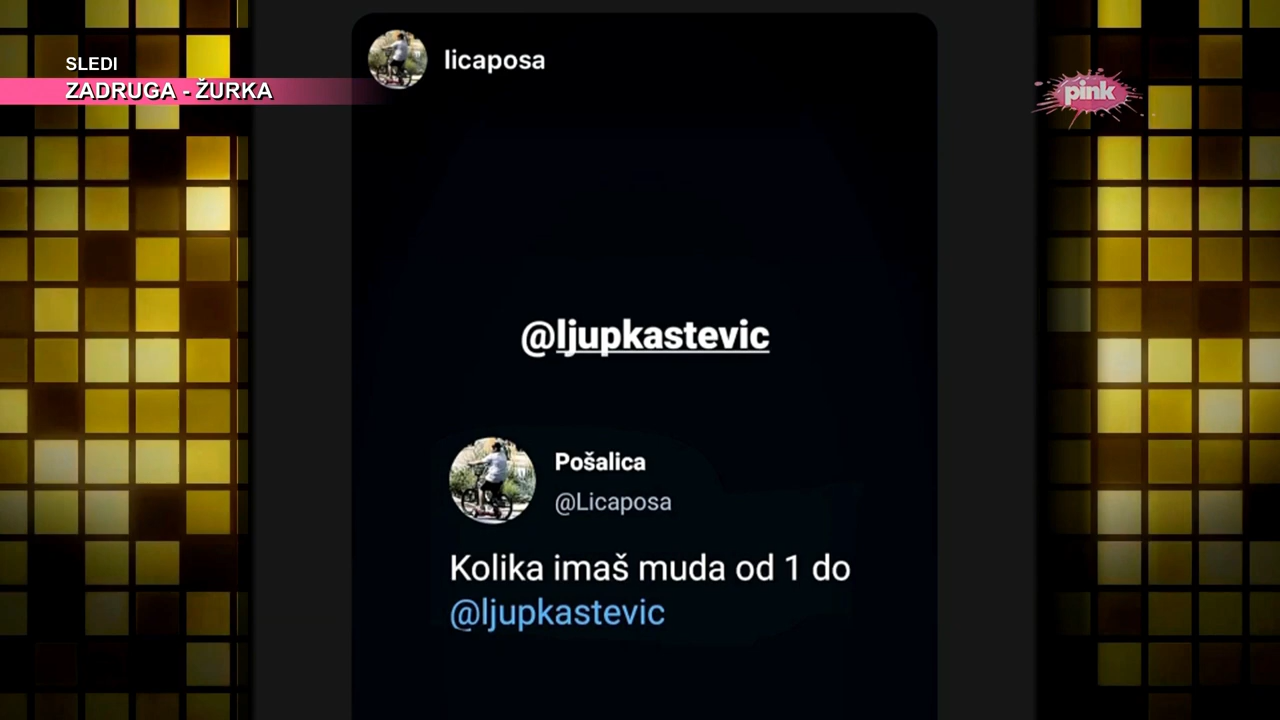 SLEDI
ZADRUGA - ŽURKA
licaposa
pink
@ljupkastevic
Pošalica
@Licaposa
Kolika imaš muda od 1 do
@ljupkastevic